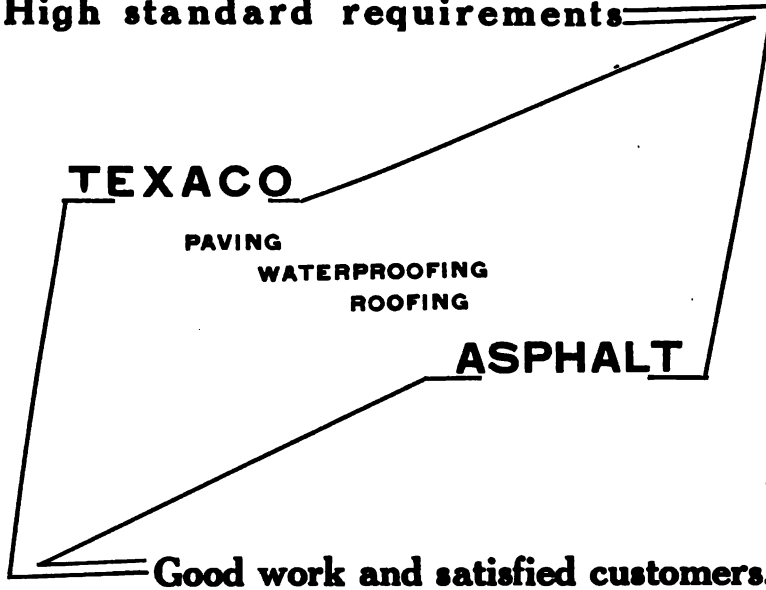 High standard requirements
TEXACO
PAVING
WATERPROOFING
ROOFING
ASPHALT
Good work and satisfied customers.